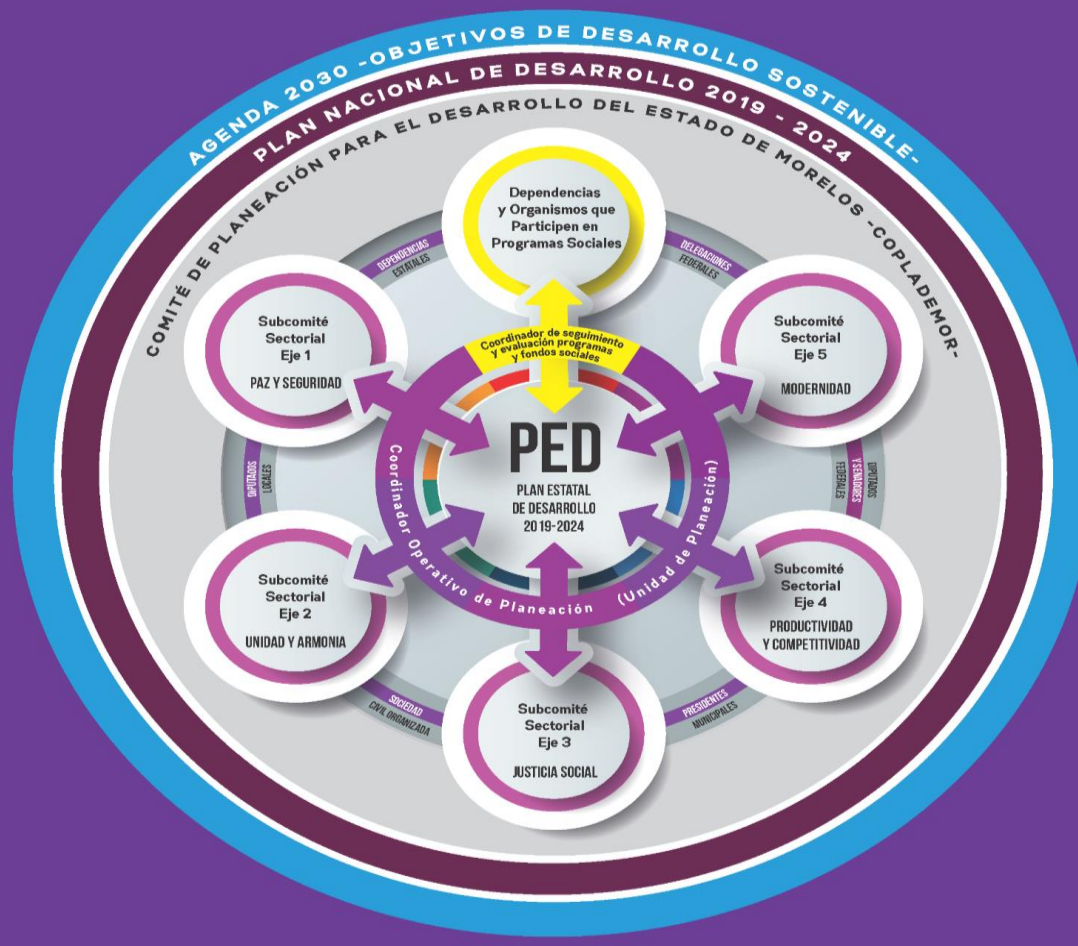 AGENDA 2030 -OBJETIVOS DE DESARROLLO SOSTENIBLE-
PLAN NACIONAL DE DESARROLLO 2019 - 2024
COMITÉ DE PLANEACIÓN PARA EL DESARROLLO DEL ESTADO DE MORELOS -COPLADEMOR-
Dependencias
y Organismos que
Participen en
Programas Sociales
DEPENDENCIAS
ESTATALES
DELEGACIONES
FEDERALES
Subcomité
Sectorial
Eje 1
PAZ Y SEGURIDAD
Coordinador de seguimiento
y evaluación programas
y fondos sociales
Subcomité
Sectorial
Eje 5
MODERNIDAD
PED
PLAN ESTATAL
DE DESARROLLO
2019-2024
Coordinador Operativo de Planeación (Unidad de Planeación)
DIPUTADOS
LOCALES
DIPUTADOS
Y SENADORES
FEDERALES
Subcomité
Sectorial
Eje 2
UNIDAD Y ARMONIA
Subcomité
Sectorial
Eje 4
PRODUCTIVIDAD
Y COMPETITIVIDAD
SOCIEDAD
CIVIL ORGANIZADA
PRESIDENTES
MUNICIPALES
Subcomité
Sectorial
Eje 3
JUSTICIA SOCIAL